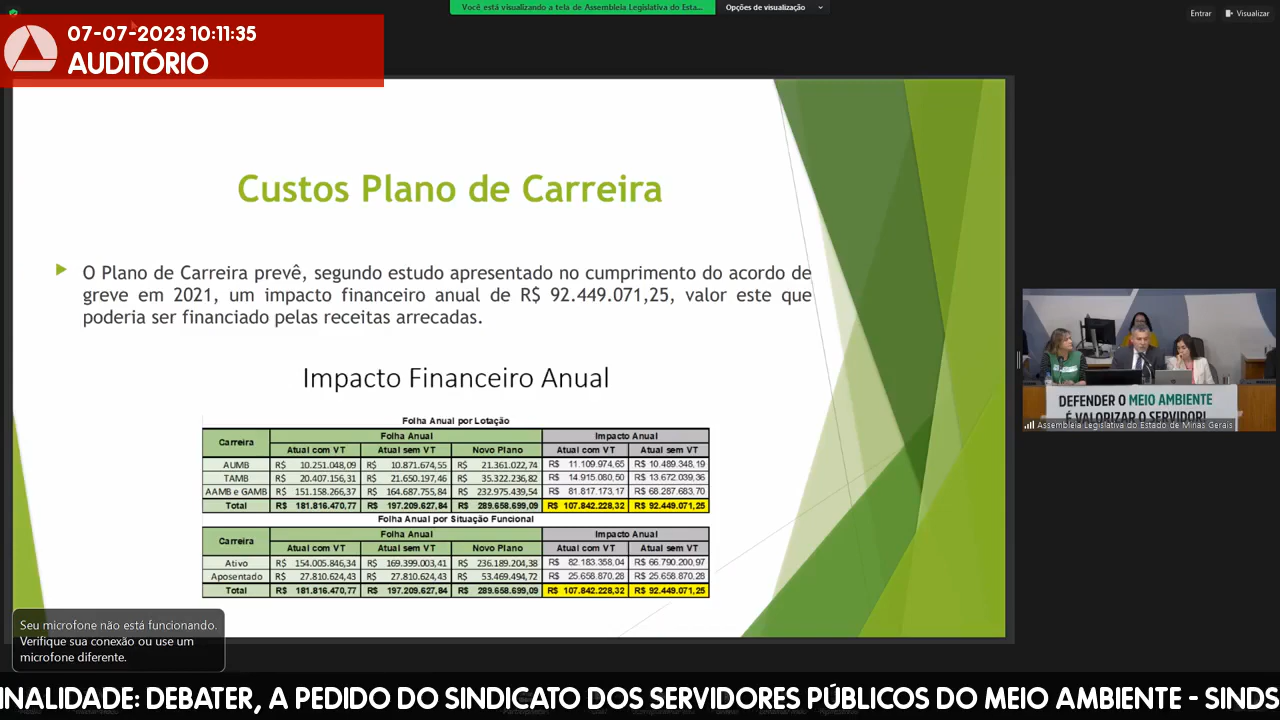 Você está visualizando a tela de Assembleia Legislativa do Esta...
Opções de visualização
Entrar
Visualizar
07-07-2023 10:11:35
AUDITÓRIO
Custos Plano de Carreira
O Plano de Carreira prevê, segundo estudo apresentado no cumprimento do acordo de
greve em 2021, um impacto financeiro anual de R$ 92.449.071,25, valor este que
poderia ser financiado pelas receitas arrecadas.
Impacto Financeiro Anual
Folha Anual por Lotação
Carreira Folha Anual Impacto Anual
Atual com VT Atual sem VT Novo Plano Atual com VT Atual sem VT
AUMB R$ 10.251.048,09 R$ 10.871.674,55 R$ 21.361.022,74 R$ 11.109.974,65 R$ 10.489.348,19
TAMB R$ 20.407.156,31 R$ 21.650.197,46 R$ 35.322.236,82 R$ 14.915.080,50 R$ 13.672.039,36
AAMB e GAMB R$ 151.158.266,37 R$ 164.687.755,84 R$ 232.975.439,54 R$ 81.817.173,17 R$ 68.287.683,70
Total R$ 181.816.470,77 R$ 197.209.627,84 R$ 289.658.699,09 R$ 107.842.228,32 R$ 92.449.071,25
Folha Anual por Situação Funcional
Carreira Folha Anual Impacto Anual
Atual com VT Atual sem VT Novo Plano Atual com VT Atual sem VT
Ativo R$ 154.005.846,34 R$ 169.399.003,41 R$ 236.189.204,38 R$ 82.183.358,04 R$ 66.790.200,97
Aposentado R$ 27.810.624,43 R$ 27.810.624,43 R$ 53.469.494,72 R$ 25.658.870,28 R$ 25.658.870,28
Total R$ 181.816.470,77 R$ 197.209.627,84 R$ 289.658.699,09 R$ 107.842.228,32 R$ 92.449.071,25
DEFENDER O MEIO AMBIENTE
É VALORIZAR O SERVIDOR!
Assembleia Legislativa do Estado de Minas Gerais
Seu microfone não está funcionando.
Verifique sua conexão ou use um
microfone diferente.
INALIDADE: DEBATER, A PEDIDO DO SINDICATO DOS SERVIDORES PÚBLICOS DO MEIO AMBIENTE - SINDS